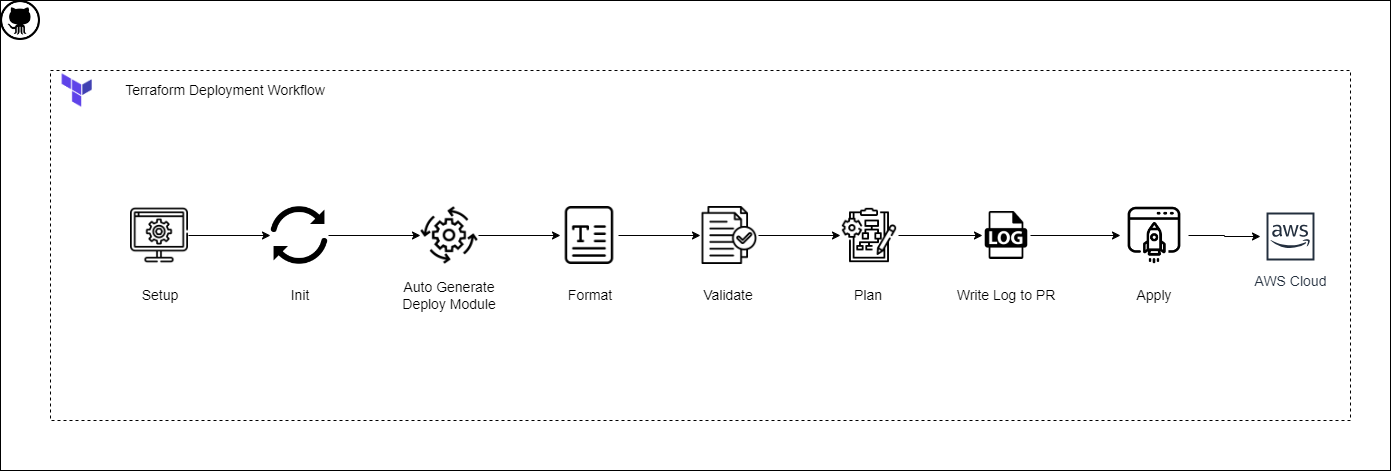 Terraform Deployment Workflow
T
LOG
aws
Setup
Init
Auto Generate
Deploy Module
Format
Validate
Plan
Write Log to PR
Apply
AWS Cloud